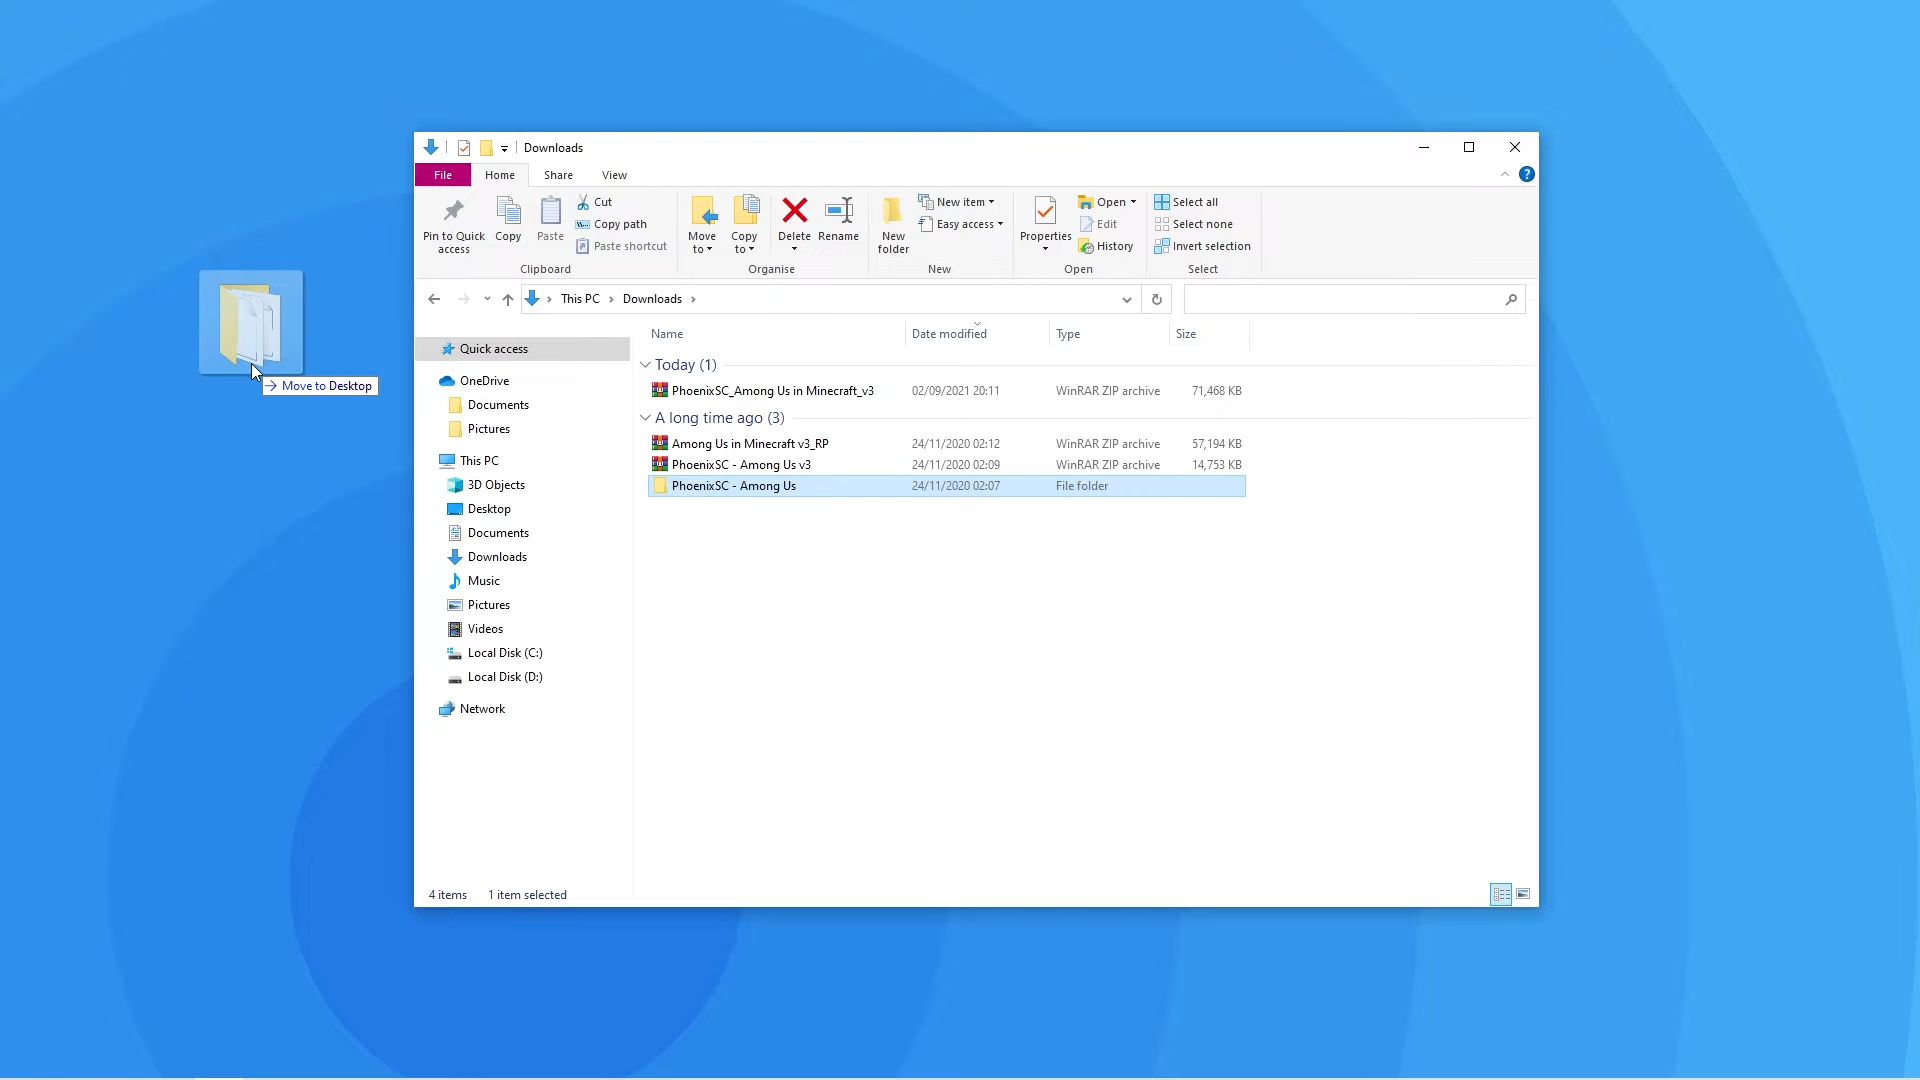 Downloads
File Home Share View
Pin to Quick access
Copy
Paste
Cut
Copy path
Paste shortcut
Clipboard
Move to
Copy to
Delete
Rename
Organise
New folder
New item
Easy access
New
Properties
Open
Edit
History
Open
Select all
Select none
Invert selection
Select
This PC > Downloads >
Name Date modified Type Size
Quick access
OneDrive
Documents
Pictures
This PC
3D Objects
Desktop
Documents
Downloads
Music
Pictures
Videos
Local Disk (C:)
Local Disk (D:)
Network
Today (1)
PhoenixSC_Among Us in Minecraft_v3 02/09/2021 20:11 WinRAR ZIP archive 71,468 KB
A long time ago (3)
Among Us in Minecraft v3_RP 24/11/2020 02:12 WinRAR ZIP archive 57,194 KB
PhoenixSC - Among Us v3 24/11/2020 02:09 WinRAR ZIP archive 14,753 KB
PhoenixSC - Among Us 24/11/2020 02:07 File folder
Move to Desktop
4 items 1 item selected